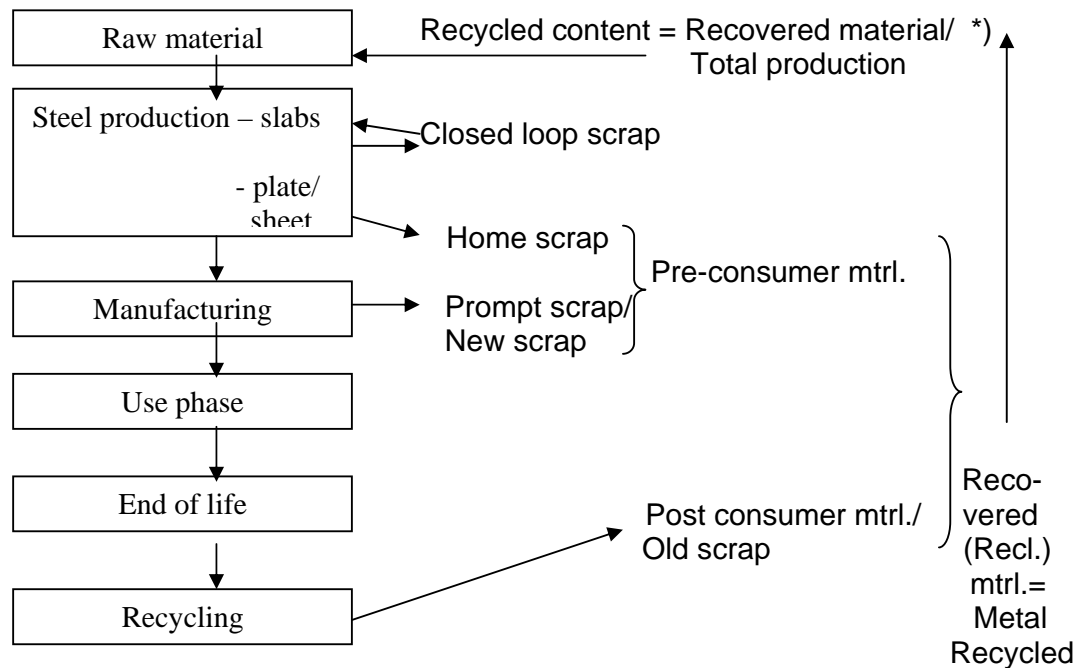 Raw material
Recycled content = Recovered material/ *)
Total production
Steel production – slabs
Closed loop scrap
- plate/
sheet
Home scrap
Pre-consumer mtrl.
Manufacturing
Prompt scrap/
New scrap
Use phase
End of life
Post consumer mtrl./
Old scrap
Reco-
vered
(Recl.)
mtrl.=
Metal
Recycled
Recycling